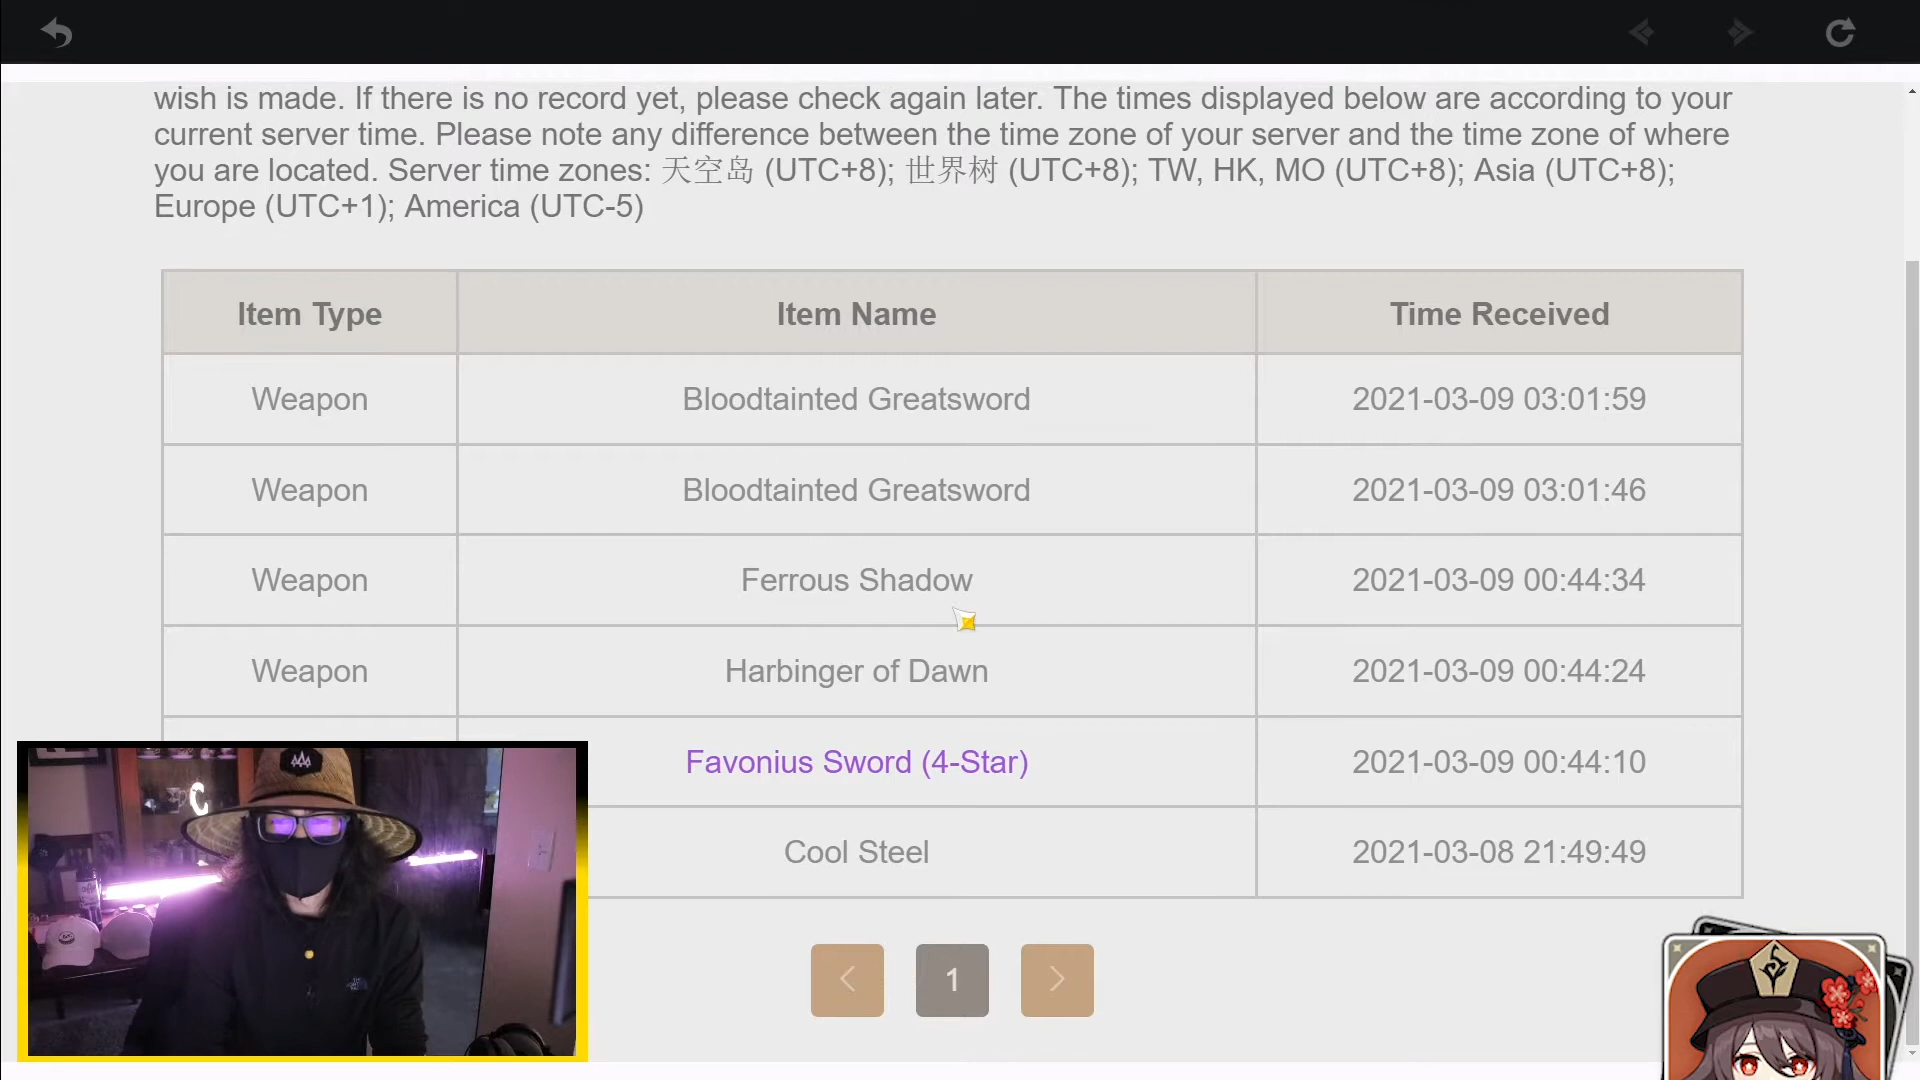 wish is made. If there is no record yet, please check again later. The times displayed below are according to your
current server time. Please note any difference between the time zone of your server and the time zone of where
you are located. Server time zones: 天空岛 (UTC+8); 世界树 (UTC+8); TW, HK, MO (UTC+8); Asia (UTC+8);
Europe (UTC+1); America (UTC-5)
Item Type Item Name Time Received
Weapon Bloodtainted Greatsword 2021-03-09 03:01:59
Weapon Bloodtainted Greatsword 2021-03-09 03:01:46
Weapon Ferrous Shadow 2021-03-09 00:44:34
Weapon Harbinger of Dawn 2021-03-09 00:44:24
Favonius Sword (4-Star) 2021-03-09 00:44:10
Cool Steel 2021-03-08 21:49:49
1